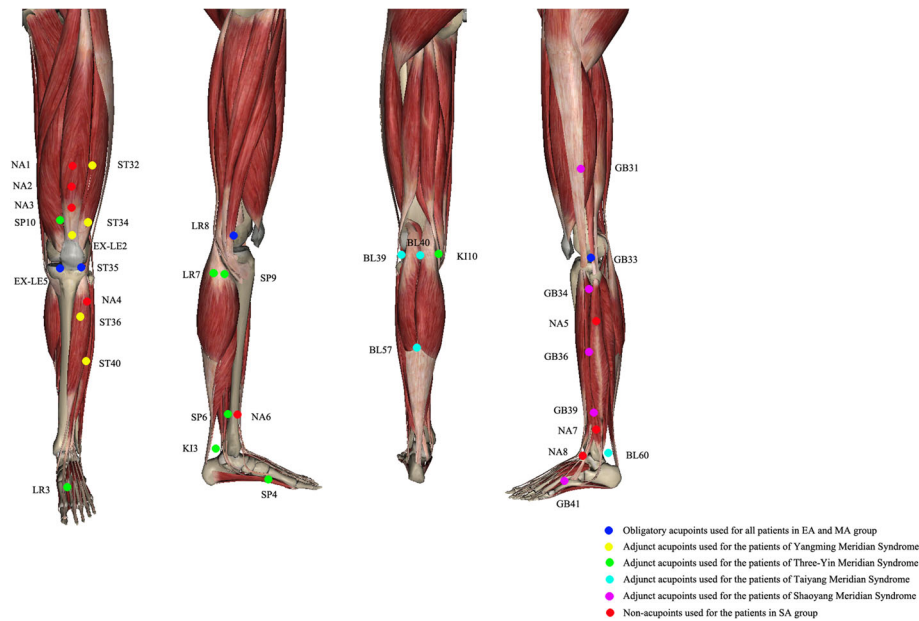 NA1
ST32
NA2
NA3
SP10
ST34
EX-LE2
EX-LE5
ST35
NA4
ST36
ST40
LR3
LR8
LR7
SP9
SP6
NA6
KI3
SP4
BL39
BL40
KI10
BL57
GB31
GB33
GB34
NA5
GB36
GB39
NA7
NA8
BL60
GB41
Obligatory acupoints used for all patients in EA and MA group
Adjunct acupoints used for the patients of Yangming Meridian Syndrome
Adjunct acupoints used for the patients of Three-Yin Meridian Syndrome
Adjunct acupoints used for the patients of Taiyang Meridian Syndrome
Adjunct acupoints used for the patients of Shaoyang Meridian Syndrome
Non-acupoints used for the patients in SA group